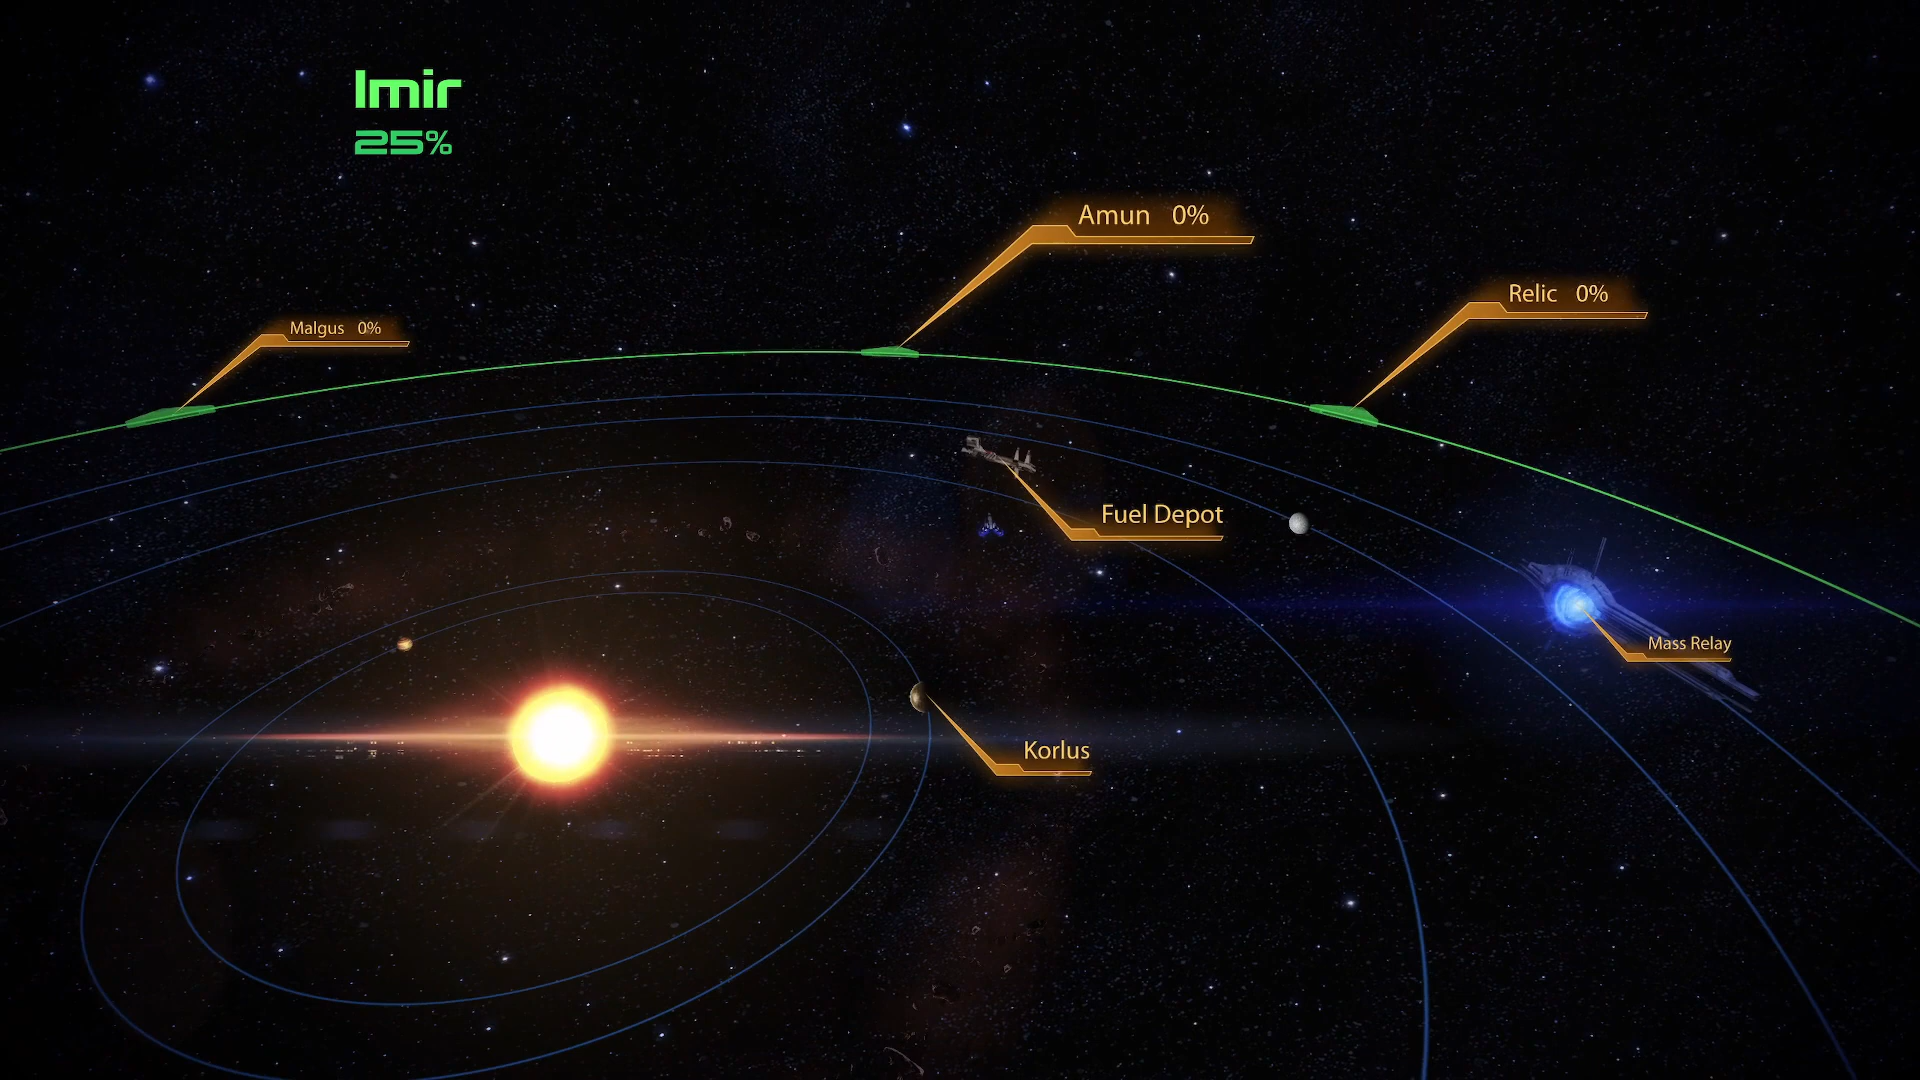 Imir
25%
Amun 0%
Relic 0%
Malgus 0%
Fuel Depot
Mass Relay
Korlus